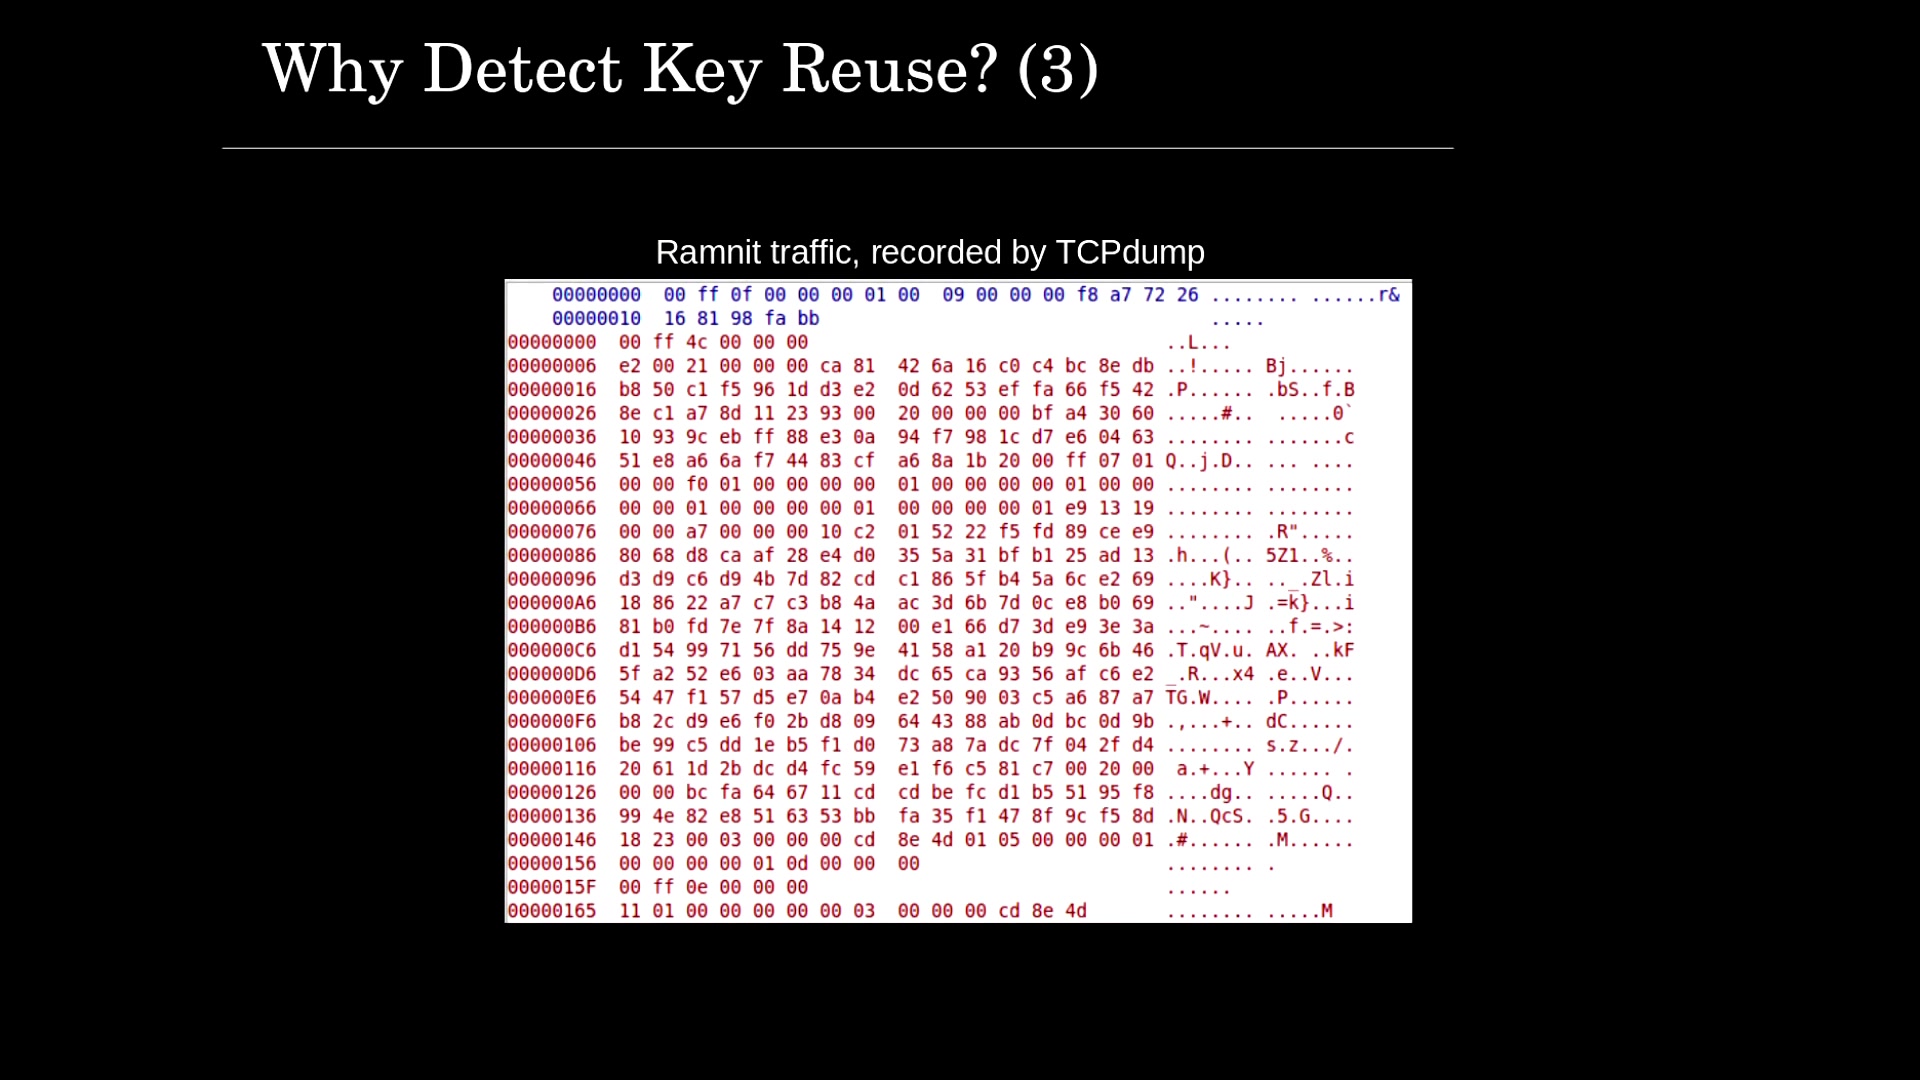 Why Detect Key Reuse? (3)
Ramnit traffic, recorded by TCPdump
00000000 00 ff 0f 00 00 00 01 00 09 00 00 00 f8 a7 72 26 ........ ......r&
00000010 16 81 98 fa bb .....
00000000 00 ff 4c 00 00 00 ..L...
00000006 e2 00 21 00 00 00 ca 81 42 6a 16 c0 c4 bc 8e db ..!..... Bj......
00000016 b8 50 c1 f5 96 1d d3 e2 0d 62 53 ef fa 66 f5 42 .P...... .bS..f.B
00000026 8e c1 a7 8d 11 23 93 00 20 00 00 00 bf a4 30 60 .....#.. .....0`
00000036 10 93 9c eb ff 88 e3 0a 94 f7 98 1c d7 e6 04 63 ........ .......c
00000046 51 e8 a6 6a f7 44 83 cf a6 8a 1b 20 00 ff 07 01 Q..j.D.. ... ....
00000056 00 00 f0 01 00 00 00 00 01 00 00 00 00 01 00 00 ........ ........
00000066 00 00 01 00 00 00 00 01 00 00 00 00 01 e9 13 19 ........ ........
00000076 00 00 a7 00 00 00 10 c2 01 52 22 f5 fd 89 ce e9 ........ .R".....
00000086 80 68 d8 ca af 28 e4 d0 35 5a 31 bf b1 25 ad 13 .h...(.. 5Z1..%..
00000096 d3 d9 c6 d9 4b 7d 82 cd c1 86 5f b4 5a 6c e2 69 ....K}.. .._.Zl.i
000000A6 18 86 22 a7 c7 c3 b8 4a ac 3d 6b 7d 0c e8 b0 69 .."....J .=k}...i
000000B6 81 b0 fd 7e 7f 8a 14 12 00 e1 66 d7 3d e9 3e 3a ...~.... ..f.=.>:
000000C6 d1 54 99 71 56 dd 75 9e 41 58 a1 20 b9 9c 6b 46 .T.qV.u. AX. ..kF
000000D6 5f a2 52 e6 03 aa 78 34 dc 65 ca 93 56 af c6 e2 _.R...x4 .e..V...
000000E6 54 47 f1 57 d5 e7 0a b4 e2 50 90 03 c5 a6 87 a7 TG.W.... .P......
000000F6 b8 2c d9 e6 f0 2b d8 09 64 43 88 ab 0d bc 0d 9b .,...+.. dC......
00000106 be 99 c5 dd 1e b5 f1 d0 73 a8 7a dc 7f 04 2f d4 ........ s.z.../.
00000116 20 61 1d 2b dc d4 fc 59 e1 f6 c5 81 c7 00 20 00 a.+...Y ...... .
00000126 00 00 bc fa 64 67 11 cd cd be fc d1 b5 51 95 f8 ....dg.. .....Q..
00000136 99 4e 82 e8 51 63 53 bb fa 35 f1 47 8f 9c f5 8d .N..QcS. .5.G....
00000146 18 23 00 03 00 00 00 cd 8e 4d 01 05 00 00 00 01 .#...... .M......
00000156 00 00 00 00 01 0d 00 00 00 ........ .
0000015F 00 ff 0e 00 00 00 ......
00000165 11 01 00 00 00 00 00 03 00 00 00 cd 8e 4d ........ .....M